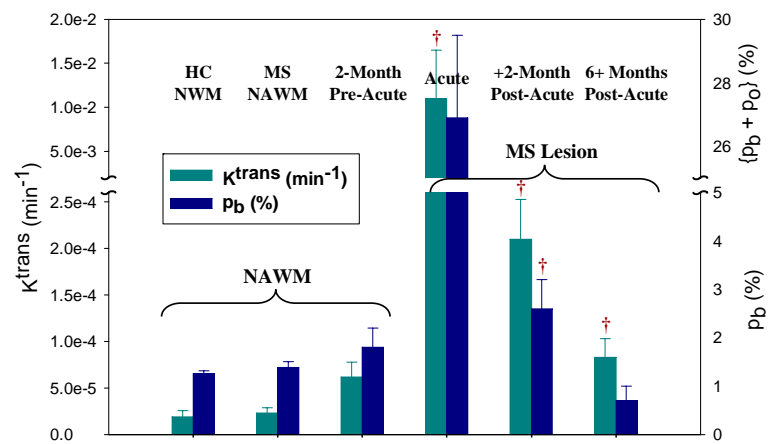 2.0e-2
1.5e-2
1.0e-2
5.0e-3
2.5e-4
2.0e-4
1.5e-4
1.0e-4
5.0e-5
0.0
Ktrans (min-1)
HC
NWM
MS
NAWM
2-Month
Pre-Acute
Acute
+2-Month
Post-Acute
6+ Months
Post-Acute
†
MS Lesion
Ktrans (min-1)
pb (%)
NAWM
†
†
†
30
28
26
5
4
3
2
1
0
{pb + po} (%)
pb (%)